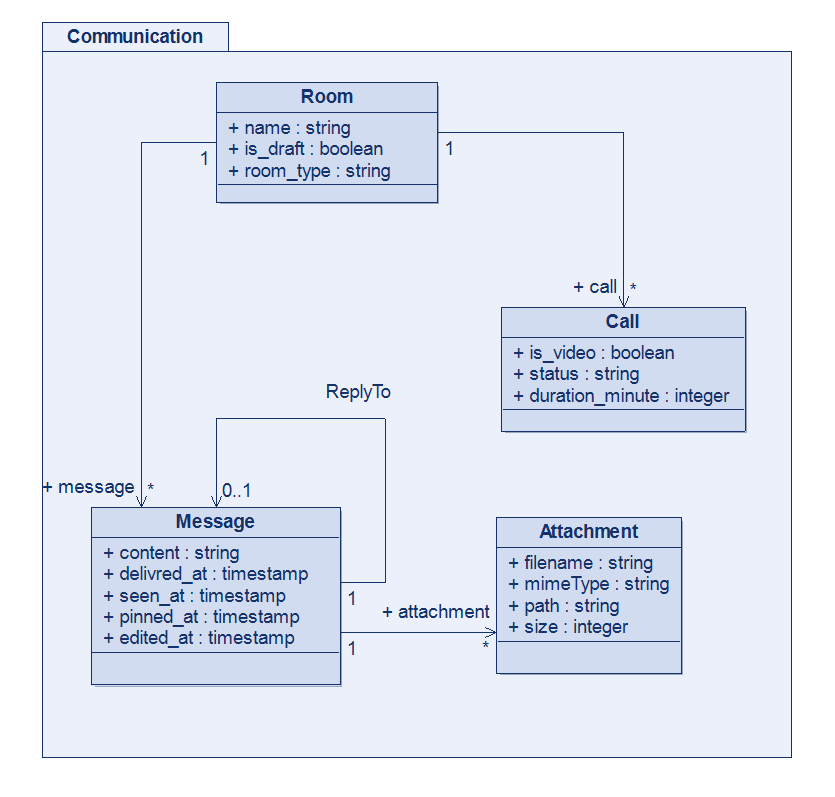 Communication
Room
+ name : string
+ is_draft : boolean
+ room_type : string
1
1
+ call
*
Call
+ is_video : boolean
+ status : string
+ duration_minute : integer
ReplyTo
+ message
*
0..1
Message
+ content : string
+ delivred_at : timestamp
+ seen_at : timestamp
+ pinned_at : timestamp
+ edited_at : timestamp
1
+ attachment
1
*
Attachment
+ filename : string
+ mimeType : string
+ path : string
+ size : integer